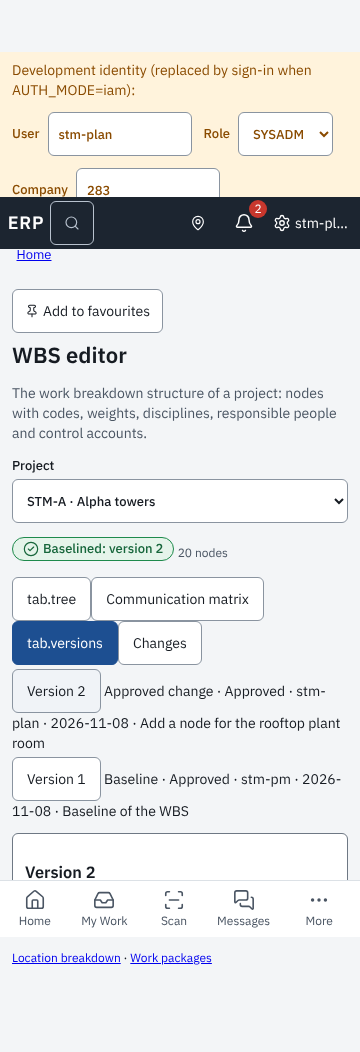 Development identity (replaced by sign-in when
AUTH_MODE=iam):
User stm-plan Role SYSADM
Company 283
ERP 2 stm-pl...
Home
Add to favourites
WBS editor
The work breakdown structure of a project: nodes
with codes, weights, disciplines, responsible people
and control accounts.
Project
STM-A · Alpha towers
Baselined: version 2 20 nodes
tab.tree Communication matrix
tab.versions Changes
Version 2 Approved change · Approved · stm-
plan · 2026-11-08 · Add a node for the rooftop plant
room
Version 1 Baseline · Approved · stm-pm · 2026-
11-08 · Baseline of the WBS
Version 2
Home My Work Scan Messages More
Location breakdown · Work packages